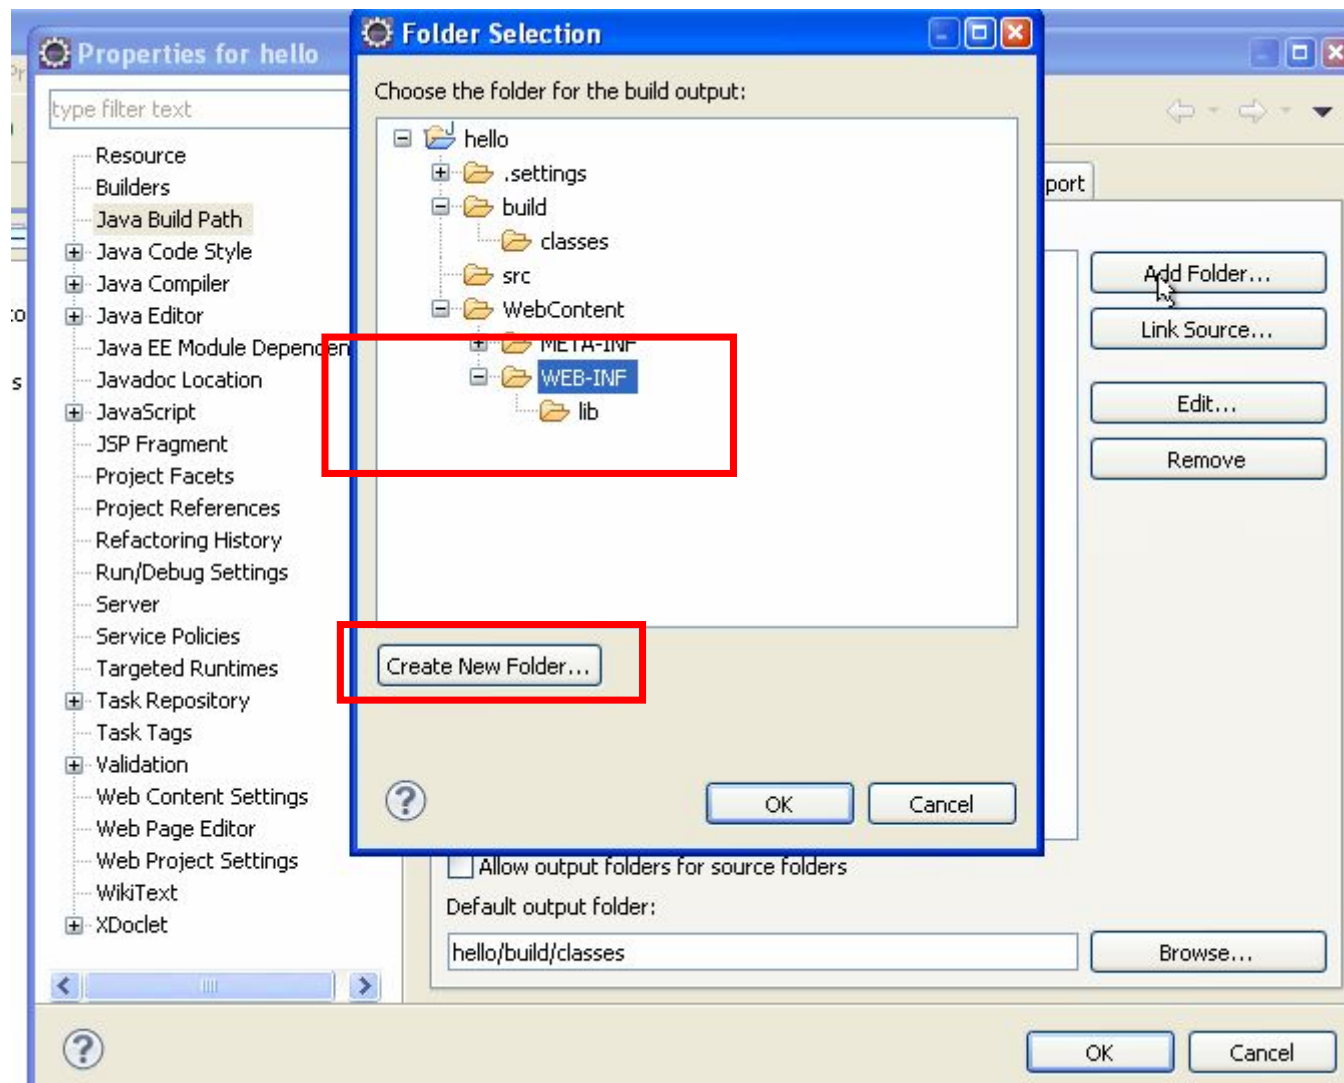 Properties for hello
type filter text
Resource
Builders
Java Build Path
Java Code Style
Java Compiler
Java Editor
Java EE Module Dependen
Javadoc Location
JavaScript
JSP Fragment
Project Facets
Project References
Refactoring History
Run/Debug Settings
Server
Service Policies
Targeted Runtimes
Task Repository
Task Tags
Validation
Web Content Settings
Web Page Editor
Web Project Settings
WikiText
XDoclet
Folder Selection
Choose the folder for the build output:
hello
.settings
build
classes
src
WebContent
META-INF
WEB-INF
lib
Create New Folder...
OK
Cancel
port
Add Folder...
Link Source...
Edit...
Remove
Allow output folders for source folders
Default output folder:
hello/build/classes
Browse...
OK
Cancel